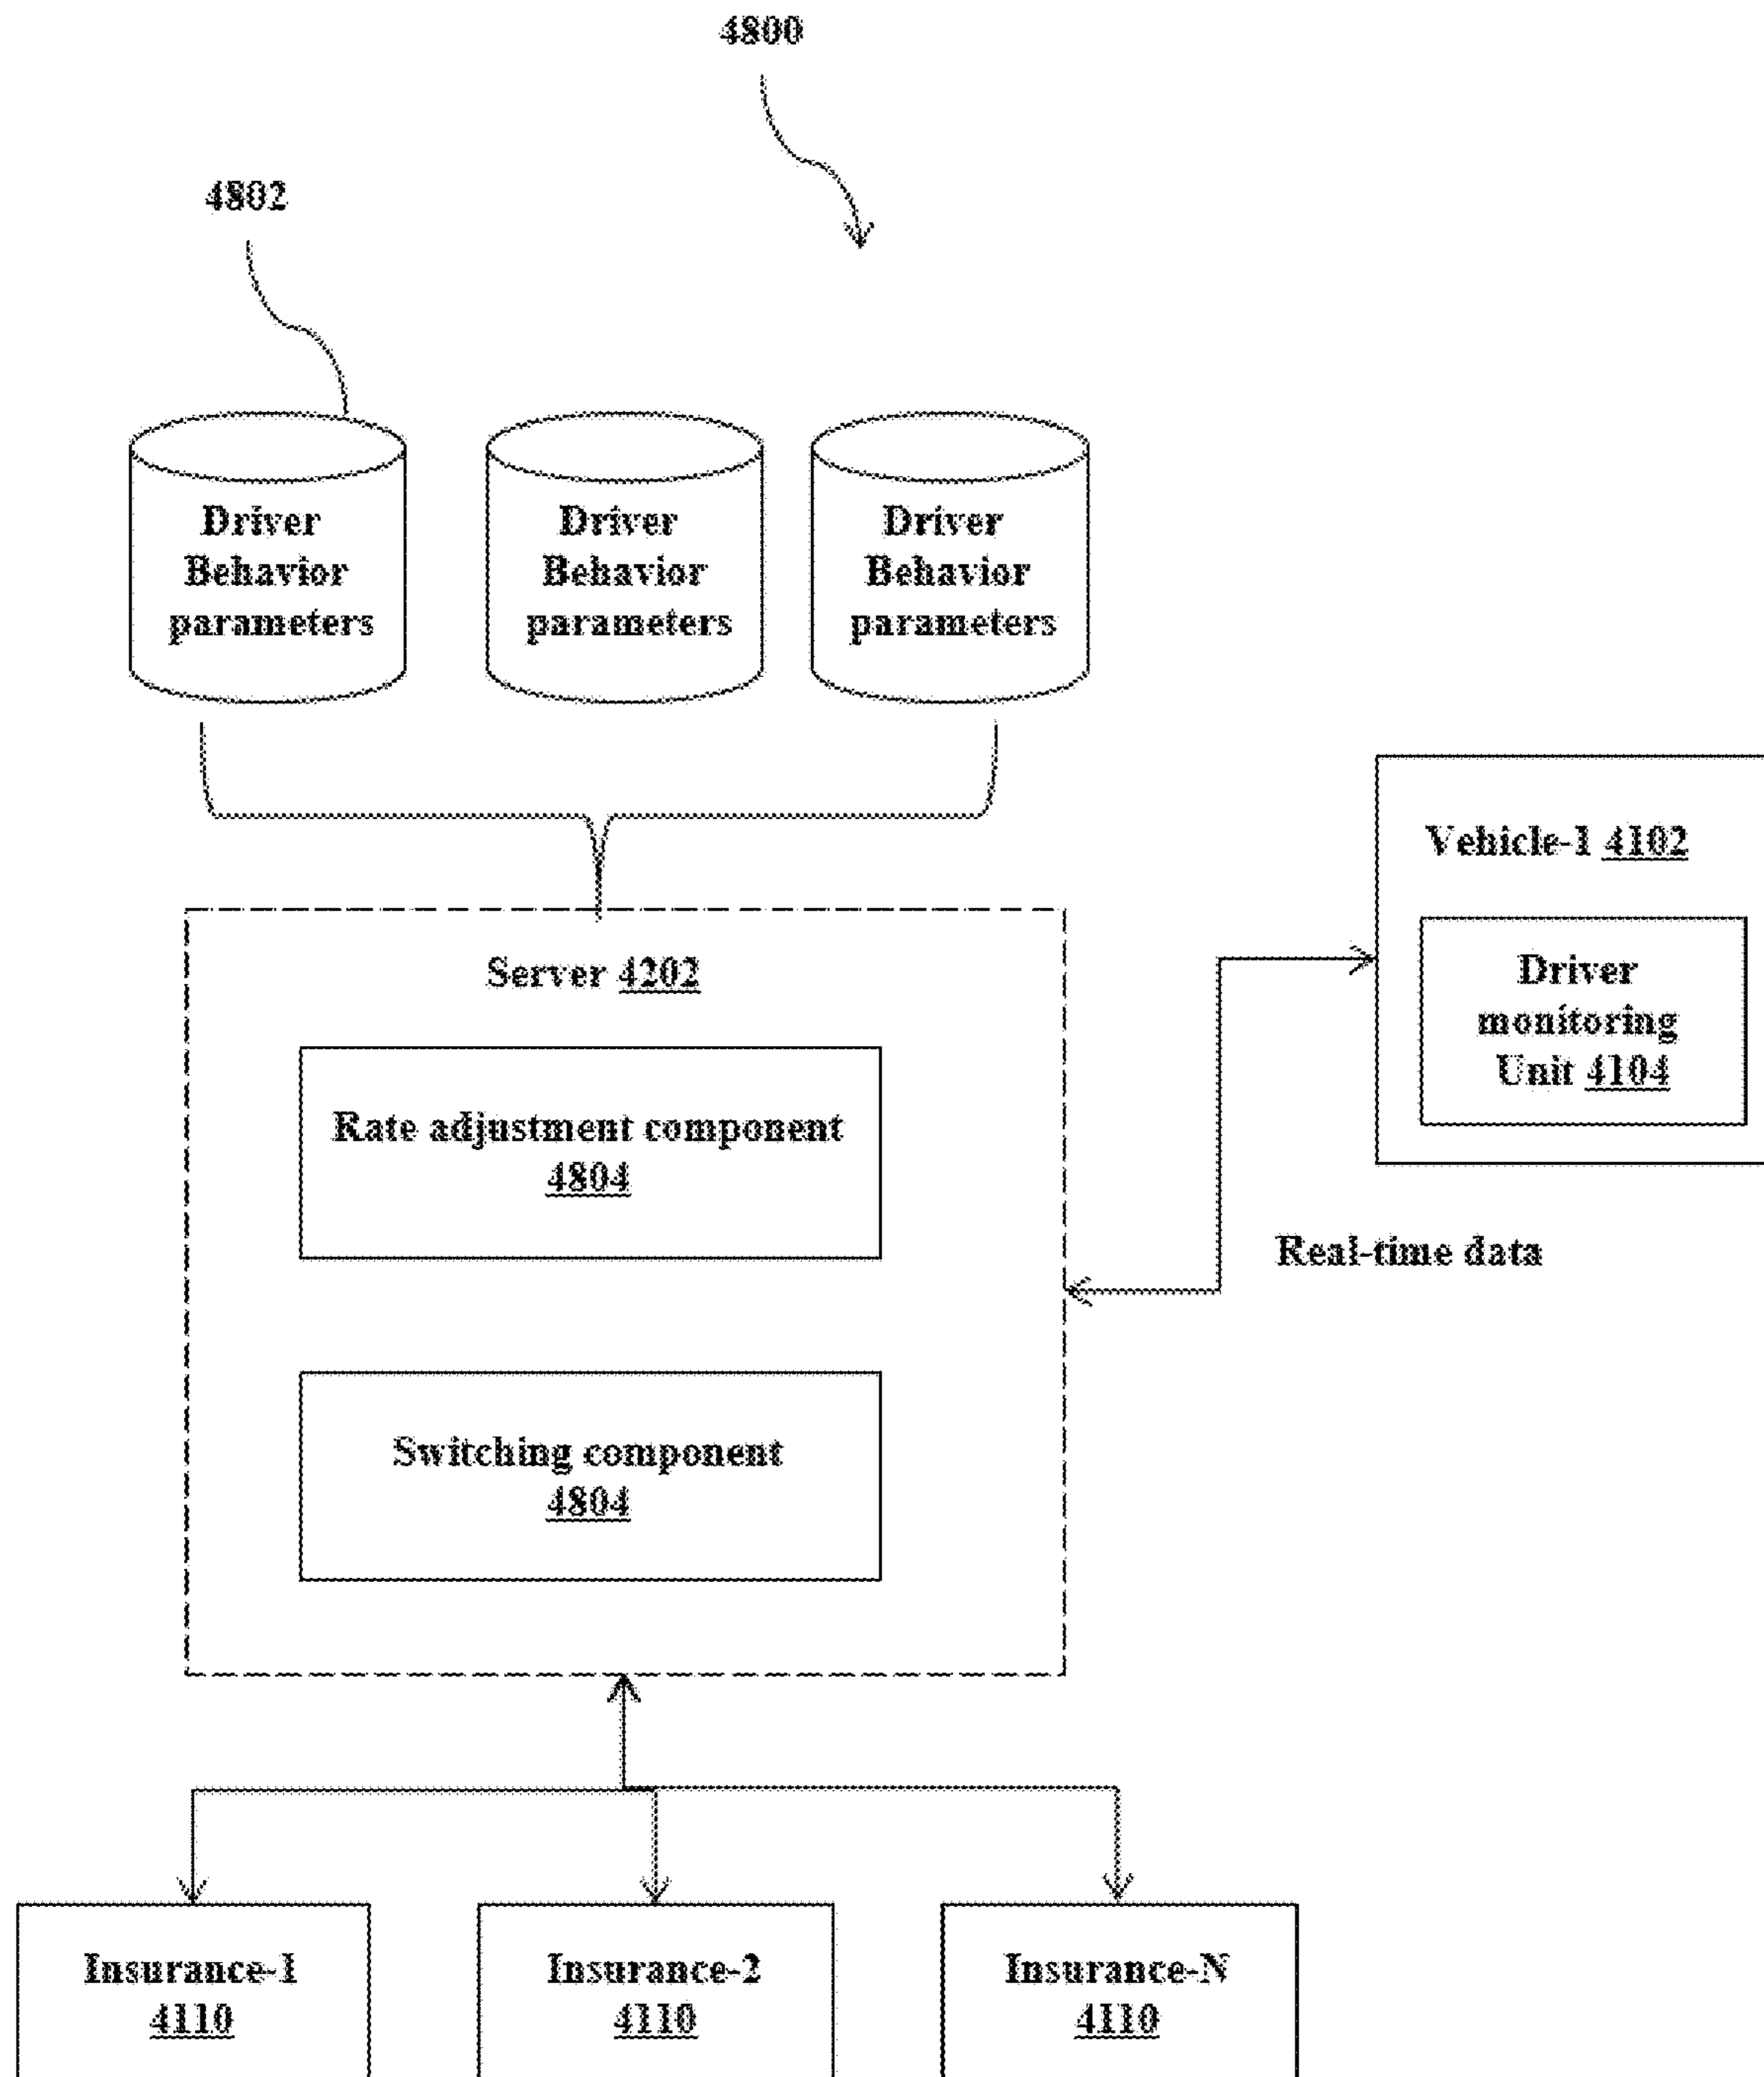 4800
4802
Driver
Behavior
parameters
Driver
Behavior
parameters
Driver
Behavior
parameters
Vehicle-1 4102
Driver
monitoring
Unit 4104
Server 4202
Rate adjustment component
4804
Real-time data
Switching component
4804
Insurance-1
4110
Insurance-2
4110
Insurance-N
4110